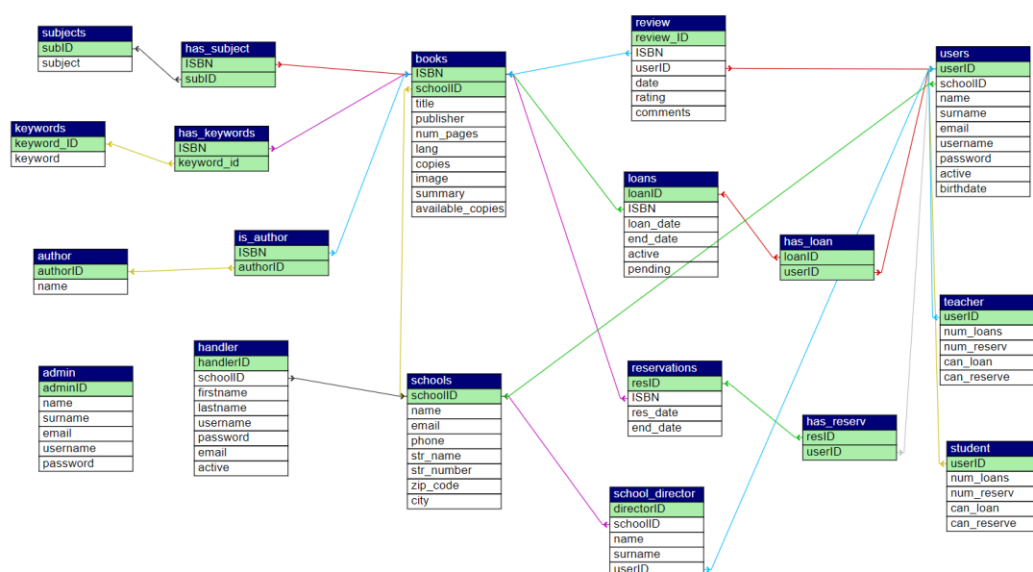 subjects
subID
subject
has_subject
ISBN
subID
keywords
keyword_ID
keyword
has_keywords
ISBN
keyword_id
author
authorID
name
is_author
ISBN
authorID
admin
adminID
name
surname
email
username
password
handler
handlerID
schoolID
firstname
lastname
username
password
email
active
books
ISBN
schoolID
title
publisher
num_pages
lang
copies
image
summary
available_copies
schools
schoolID
name
email
phone
str_name
str_number
zip_code
city
review
review_ID
ISBN
userID
date
rating
comments
loans
loanID
ISBN
loan_date
end_date
active
pending
reservations
resID
ISBN
res_date
end_date
school_director
directorID
schoolID
name
surname
userID
has_loan
loanID
userID
has_reserv
resID
userID
users
userID
schoolID
name
surname
email
username
password
active
birthdate
teacher
userID
num_loans
num_reserv
can_loan
can_reserve
student
userID
num_loans
num_reserv
can_loan
can_reserve